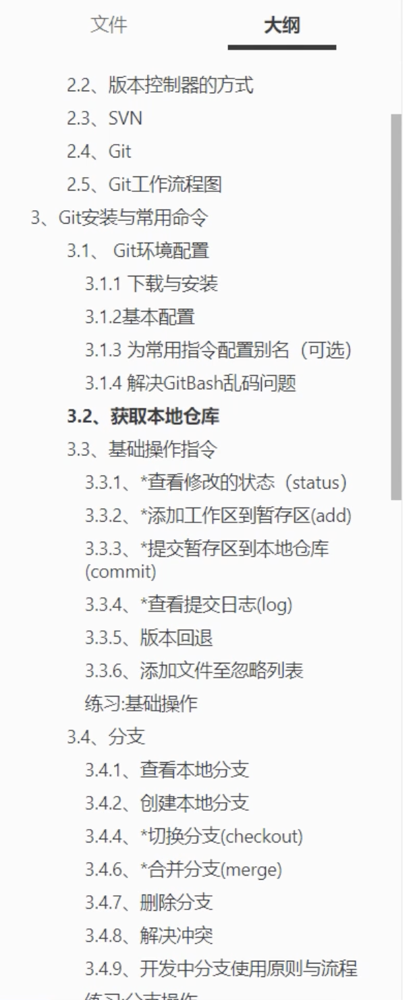 文件
大纲
2.2、版本控制器的方式
2.3、SVN
2.4、Git
2.5、Git工作流程图
3、Git安装与常用命令
3.1、 Git环境配置
3.1.1 下载与安装
3.1.2基本配置
3.1.3 为常用指令配置别名（可选）
3.1.4 解决GitBash乱码问题
3.2、获取本地仓库
3.3、基础操作指令
3.3.1、*查看修改的状态（status）
3.3.2、*添加工作区到暂存区(add)
3.3.3、*提交暂存区到本地仓库
(commit)
3.3.4、*查看提交日志(log)
3.3.5、版本回退
3.3.6、添加文件至忽略列表
练习:基础操作
3.4、分支
3.4.1、查看本地分支
3.4.2、创建本地分支
3.4.4、*切换分支(checkout)
3.4.6、*合并分支(merge)
3.4.7、删除分支
3.4.8、解决冲突
3.4.9、开发中分支使用原则与流程
练习:分支操作